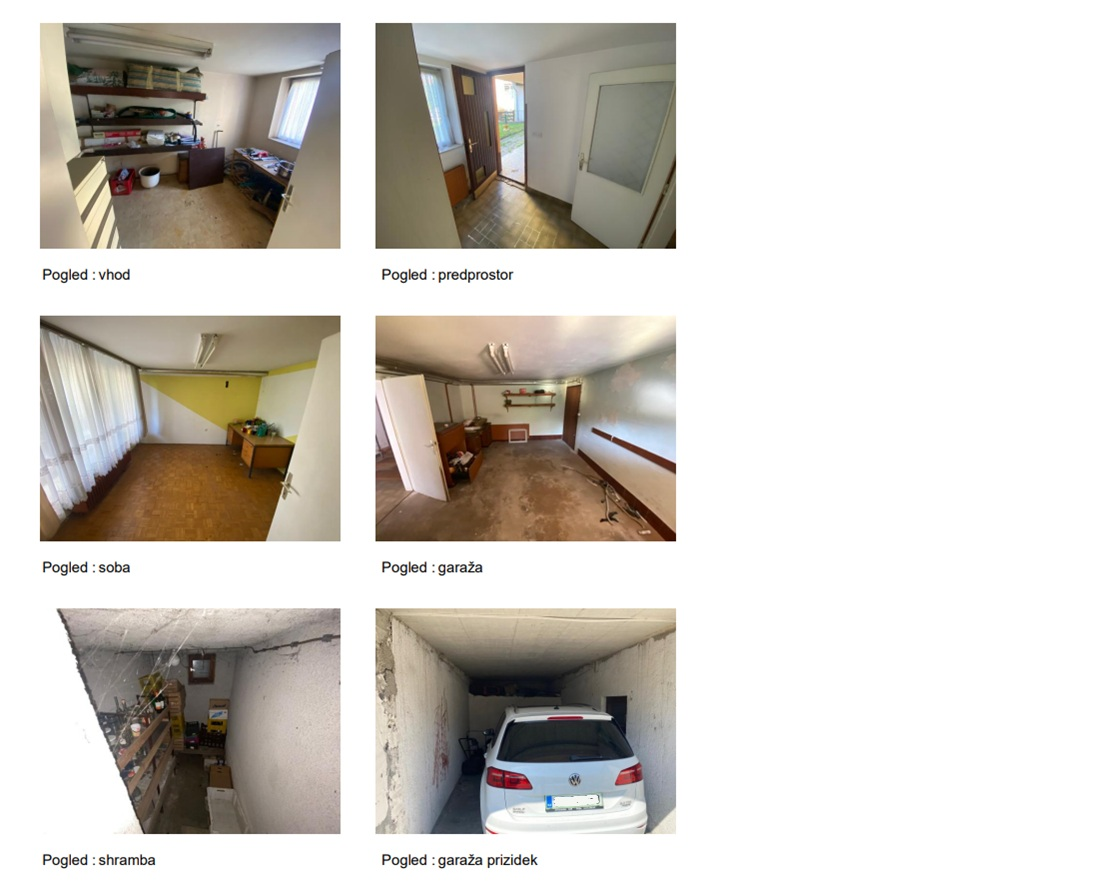 Pogled : vhod
Pogled : predprostor
Pogled : soba
Pogled : garaža
Pogled : shramba
Pogled : garaža prizidek